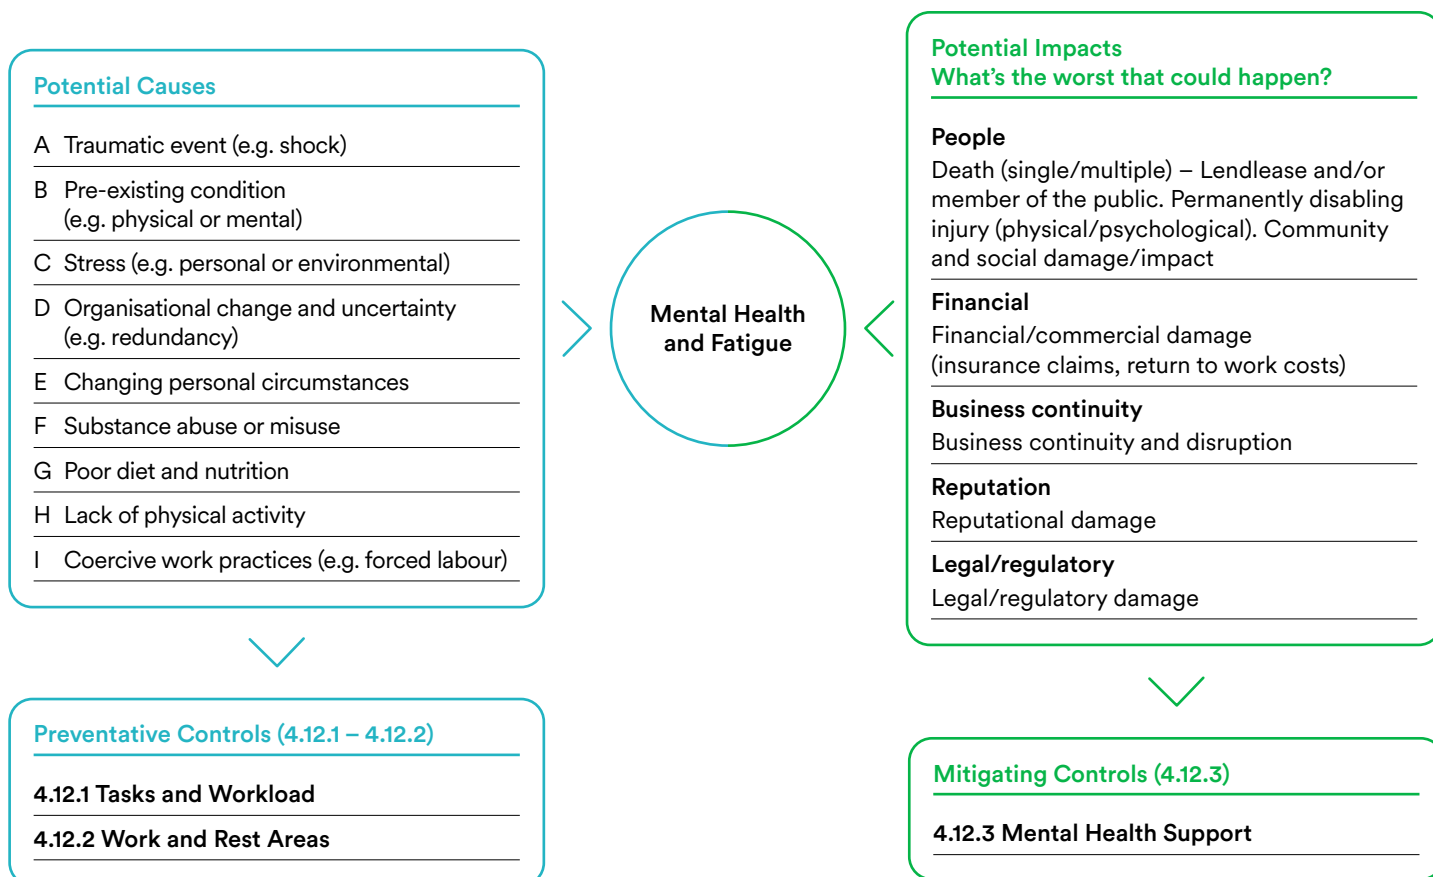 Potential Causes
A Traumatic event (e.g. shock)
B Pre-existing condition
(e.g. physical or mental)
C Stress (e.g. personal or environmental)
D Organisational change and uncertainty
(e.g. redundancy)
E Changing personal circumstances
F Substance abuse or misuse
G Poor diet and nutrition
H Lack of physical activity
I Coercive work practices (e.g. forced labour)
Preventative Controls (4.12.1 – 4.12.2)
4.12.1 Tasks and Workload
4.12.2 Work and Rest Areas
Mental Health
and Fatigue
Potential Impacts
What’s the worst that could happen?
People
Death (single/multiple) – Lendlease and/or
member of the public. Permanently disabling
injury (physical/psychological). Community
and social damage/impact
Financial
Financial/commercial damage
(insurance claims, return to work costs)
Business continuity
Business continuity and disruption
Reputation
Reputational damage
Legal/regulatory
Legal/regulatory damage
Mitigating Controls (4.12.3)
4.12.3 Mental Health Support